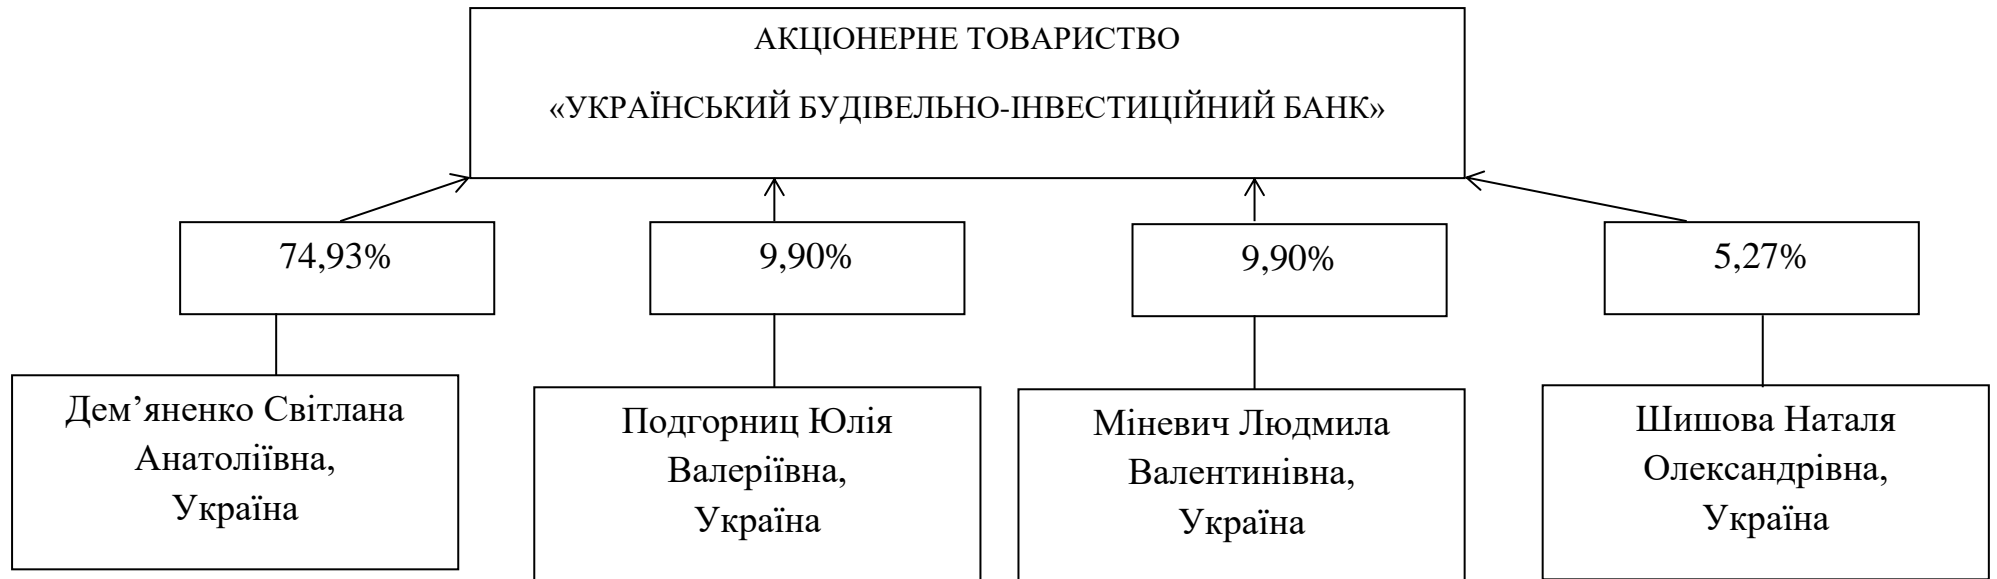 АКЦІОНЕРНЕ ТОВАРИСТВО
«УКРАЇНСЬКИЙ БУДІВЕЛЬНО-ІНВЕСТИЦІЙНИЙ БАНК»
74,93%
9,90%
9,90%
5,27%
Дем’яненко Світлана
Анатоліївна,
Україна
Подгорниц Юлія
Валеріївна,
Україна
Міневич Людмила
Валентинівна,
Україна
Шишова Наталя
Олександрівна,
Україна